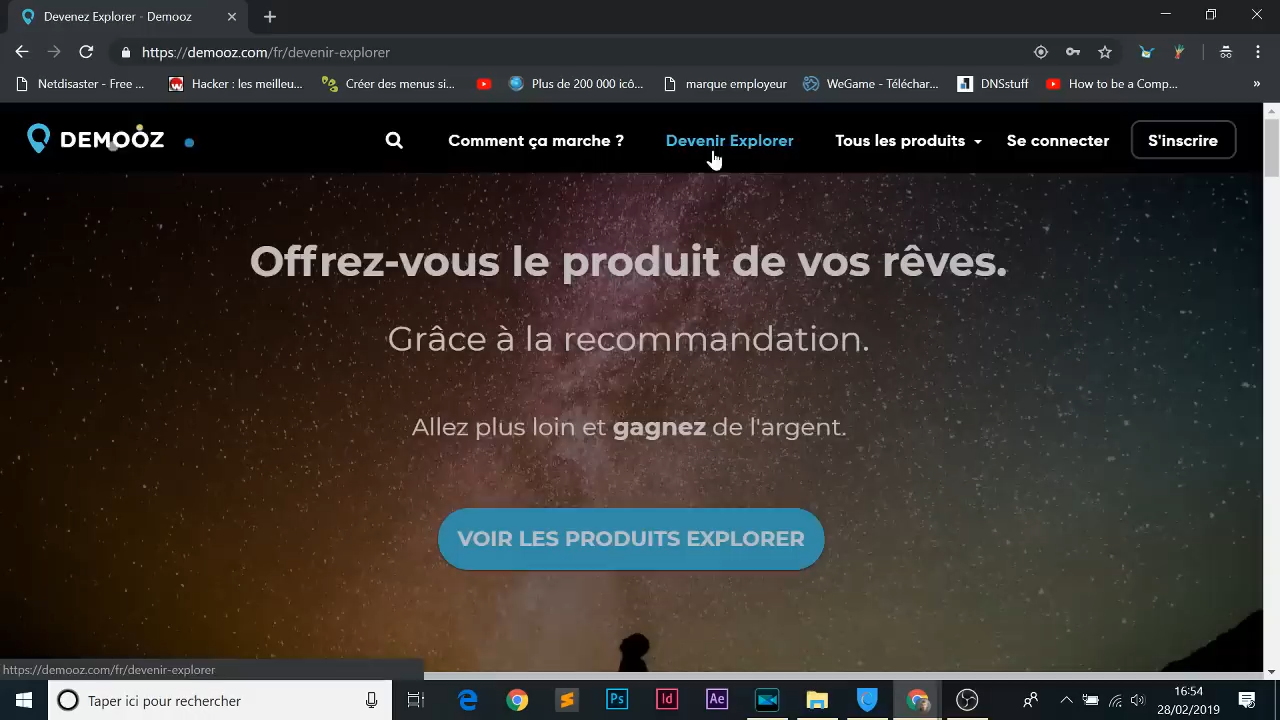 Devenez Explorer - Demooz
https://demooz.com/fr/devenir-explorer
Netdisaster - Free ...
Hacker : les meilleu...
Créor des menus si...
Plus de 200 000 icô...
marque employeur
WeGame - Téléchar...
DNSstuff
How to be a Comp...
»
DEMOOZ
Comment ça marche ?
Devenir Explorer
Tous les produits
Se connecter
S'inscrire
Offrez-vous le produit de vos rêves.
Grâce à la recommandation.
Allez plus loin et gagnez de l'argent.
VOIR LES PRODUITS EXPLORER
https://demooz.com/fr/devenir-explorer
Taper ici pour rechercher
Ps
Id
Ae
16:54
28/02/2019